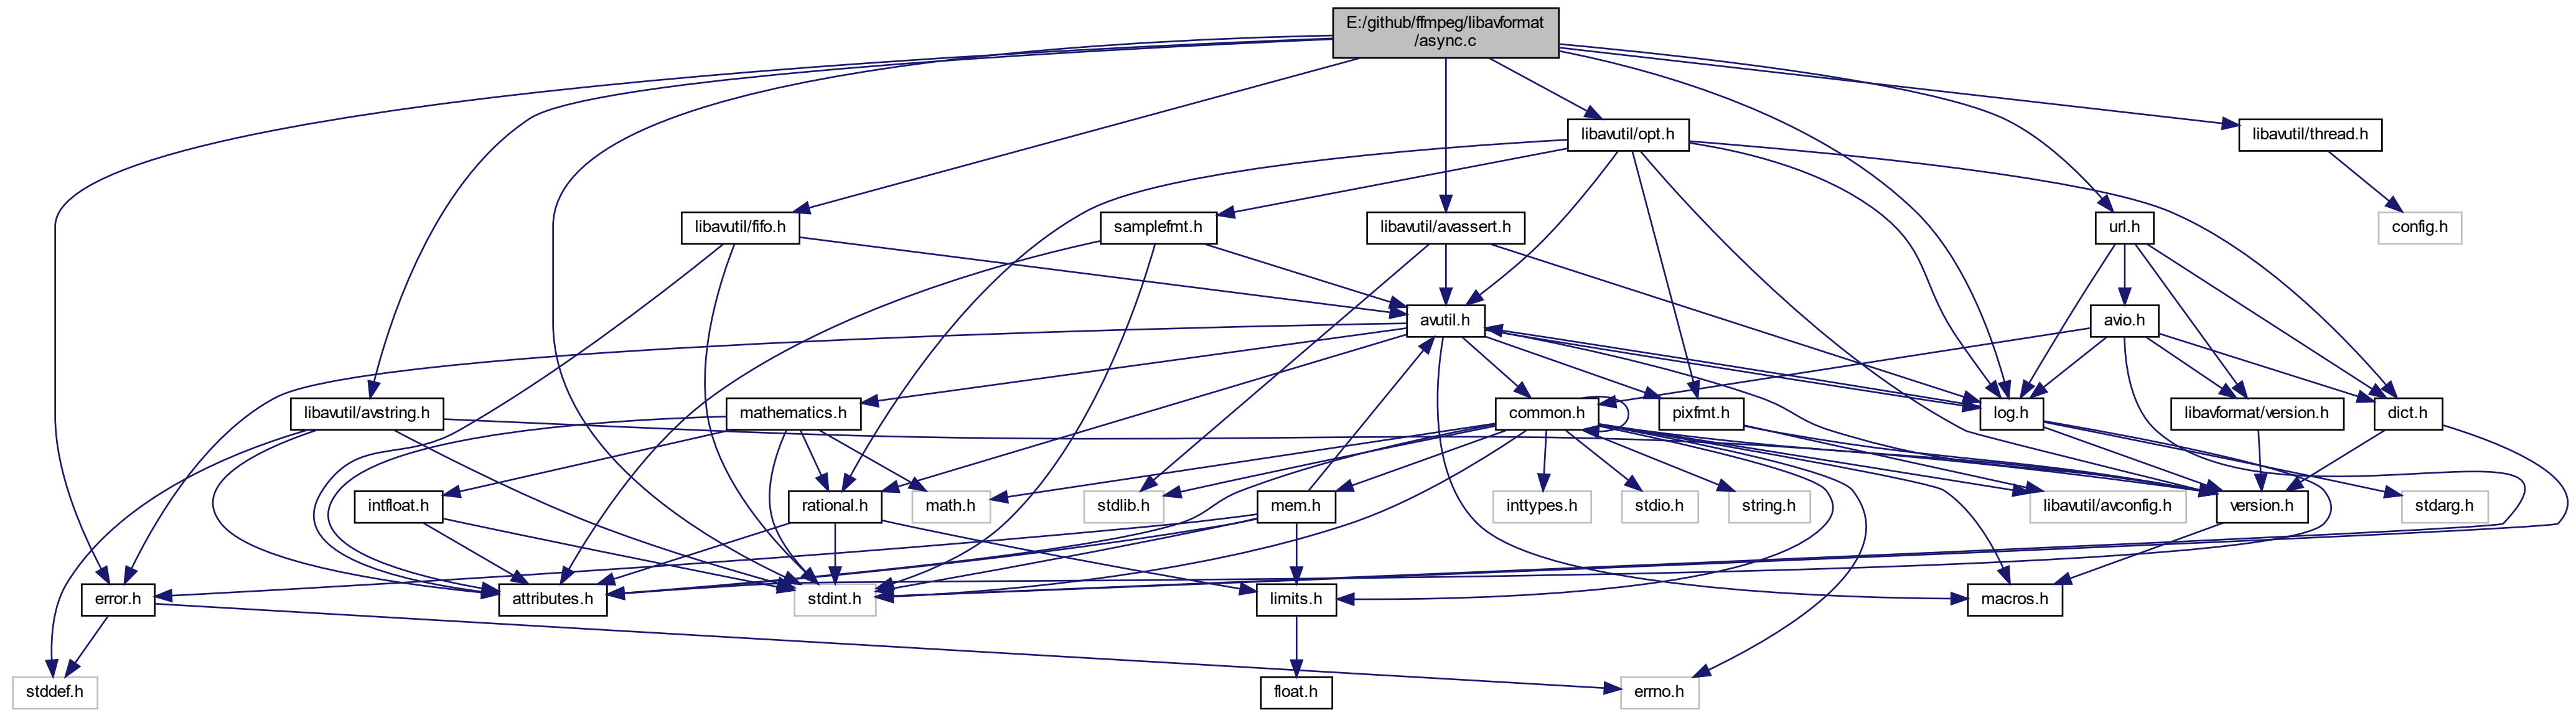 E:/github/ffmpeg/libavformat
/async.c
libavutil/opt.h
libavutil/thread.h
libavutil/fifo.h
samplefmt.h
libavutil/avassert.h
url.h
config.h
avutil.h
avio.h
libavutil/avstring.h
mathematics.h
common.h
pixfmt.h
log.h
libavformat/version.h
dict.h
intfloat.h
rational.h
math.h
stdlib.h
mem.h
inttypes.h
stdio.h
string.h
libavutil/avconfig.h
version.h
stdarg.h
error.h
attributes.h
stdint.h
limits.h
macros.h
stddef.h
float.h
errno.h